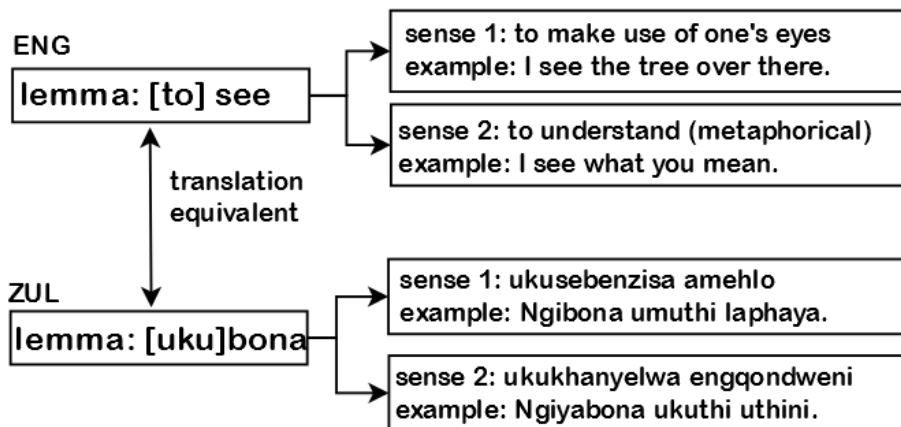 ENG
lemma: [to] see
sense 1: to make use of one's eyes
example: I see the tree over there.
sense 2: to understand (metaphorical)
example: I see what you mean.
translation
equivalent
ZUL
lemma: [uku]bona
sense 1: ukusebenzisa amehlo
example: Ngibona umuthi laphaya.
sense 2: ukukhanyelwa engqondweni
example: Ngiyabona ukuthi uthini.